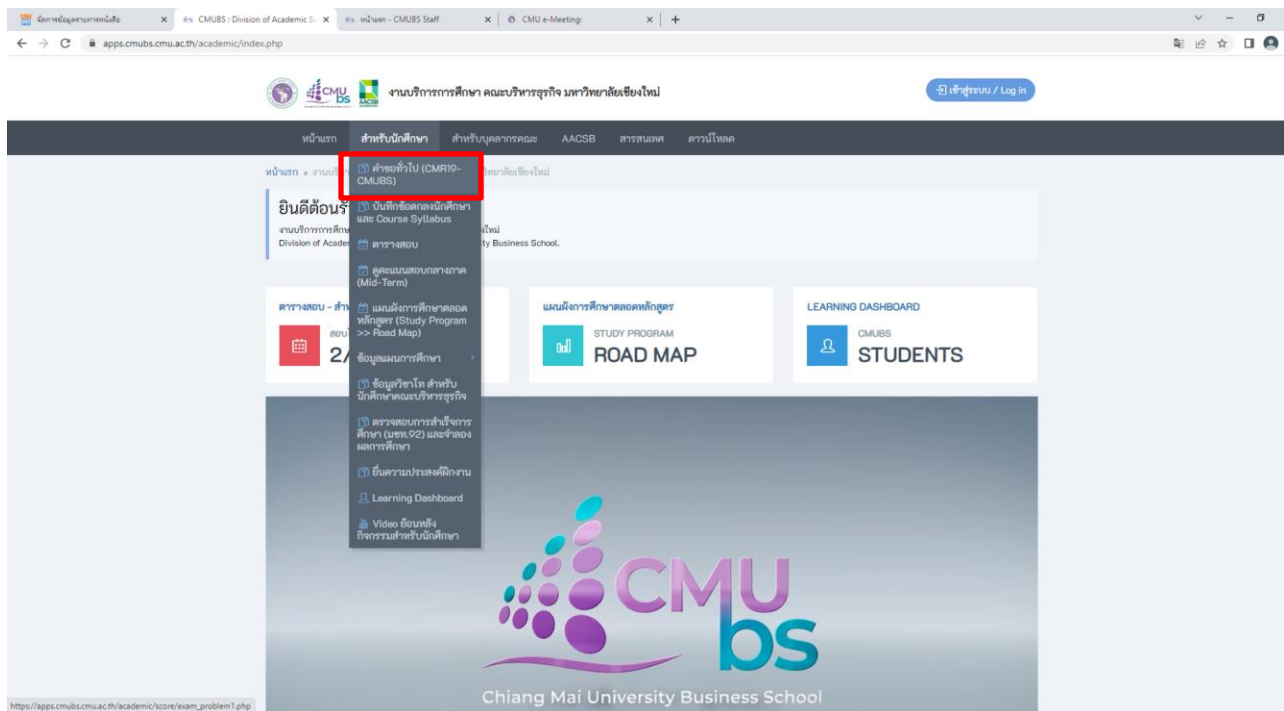 จัดการข้อมูลรายการหนังสือ
CMUBS : Division of Academic S
หน้าแรก - CMUBS Staff
CMU e-Meeting:
apps.cmubs.cmu.ac.th/academic/index.php
CMU
BS
AACSB
งานบริการการศึกษา คณะบริหารธุรกิจ มหาวิทยาลัยเชียงใหม่
เข้าสู่ระบบ / Log in
หน้าแรก
สำหรับนักศึกษา
สำหรับบุคลากรคณะ
AACSB
สารสนเทศ
ดาวน์โหลด
หน้าแรก
คำขอทั่วไป (CMR19-
CMUBS)
ยินดีต้อนรั
บันทึกข้อตกลงนักศึกษา
และ Course Syllabus
Division of Acade
ty Business School.
ตารางสอบ
ดูคะแนนสอบกลางภาค
(Mid-Term)
ตารางสอบ - สำห
2/
แผนผังการศึกษาตลอด
หลักสูตร (Study Program
>> Road Map)
แผนผังการศึกษาตลอดหลักสูตร
STUDY PROGRAM
ROAD MAP
LEARNING DASHBOARD
CMUBS
STUDENTS
ข้อมูลแผนการศึกษา
ข้อมูลวิชาโท สำหรับ
นักศึกษาคณะบริหารธุรกิจ
ตรวจสอบการสำเร็จการ
ศึกษา (มชท.92) และจำลอง
ผลการศึกษา
ยื่นความประสงค์ฝึกงาน
Learning Dashboard
Video ย้อนหลัง
กิจกรรมสำหรับนักศึกษา
CMU
bs
Chiang Mai University Business School
https://apps.cmubs.cmu.ac.th/academic/score/exam_problem1.php